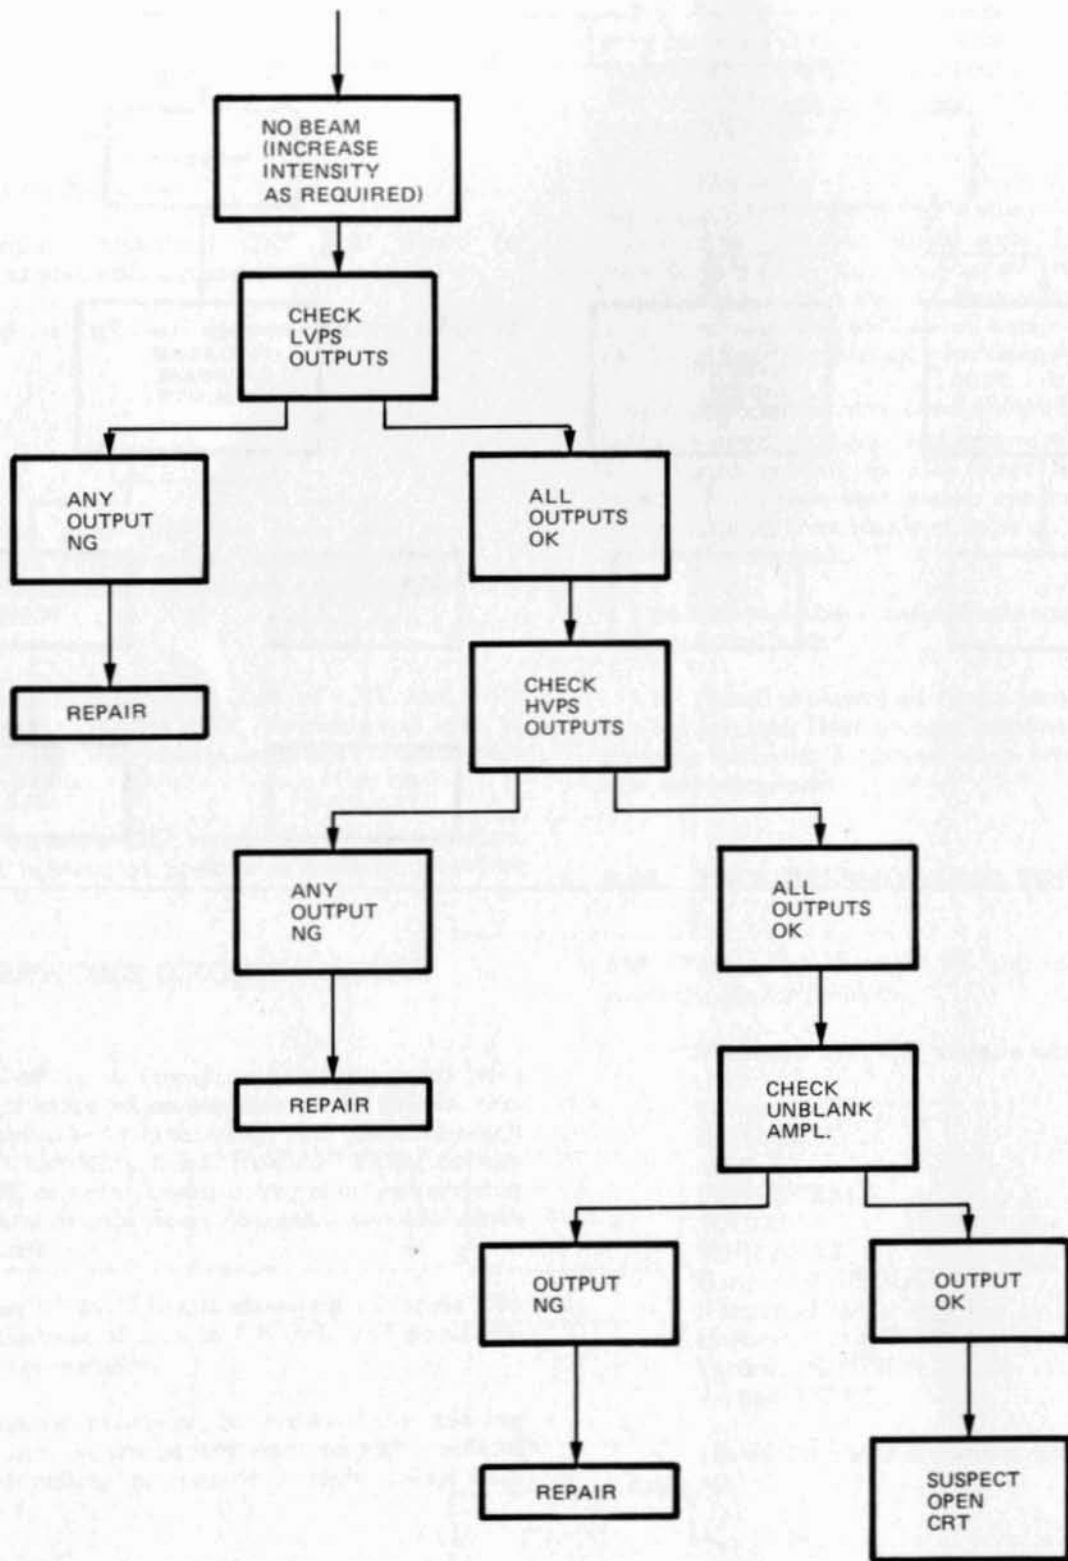 NO BEAM
(INCREASE
INTENSITY
AS REQUIRED)
CHECK
LVPS
OUTPUTS
ANY
OUTPUT
NG
ALL
OUTPUTS
OK
REPAIR
CHECK
HVPS
OUTPUTS
ANY
OUTPUT
NG
ALL
OUTPUTS
OK
REPAIR
CHECK
UNBLANK
AMPL.
OUTPUT
NG
OUTPUT
OK
REPAIR
SUSPECT
OPEN
CRT